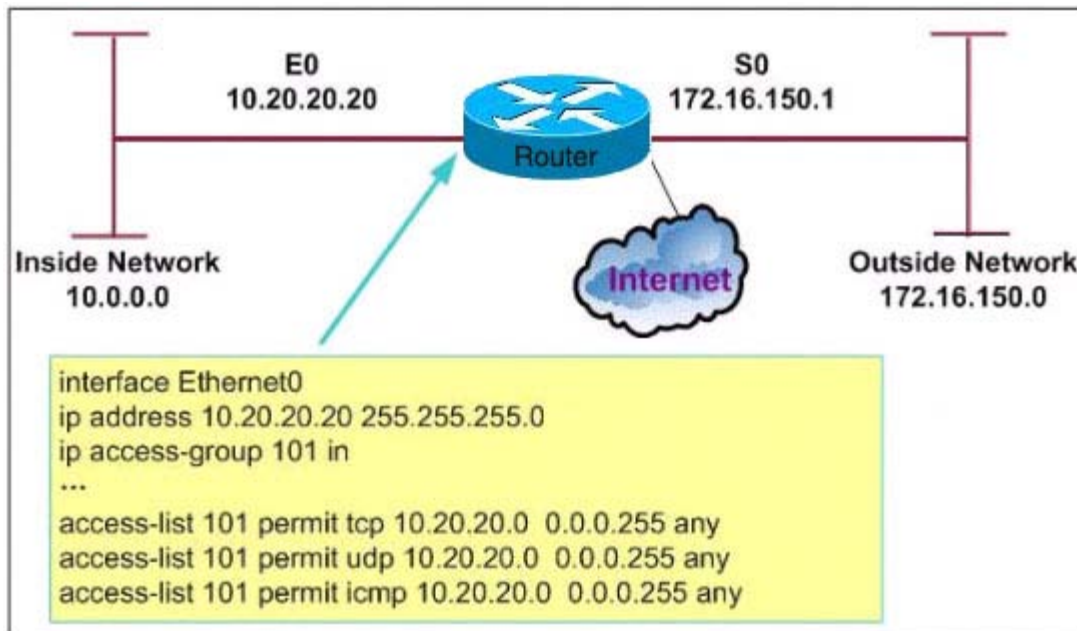 E0
10.20.20.20
S0
172.16.150.1
Router
Internet
Inside Network
10.0.0.0
Outside Network
172.16.150.0
interface Ethernet0
ip address 10.20.20.20 255.255.255.0
ip access-group 101 in
...
access-list 101 permit tcp 10.20.20.0 0.0.0.255 any
access-list 101 permit udp 10.20.20.0 0.0.0.255 any
access-list 101 permit icmp 10.20.20.0 0.0.0.255 any